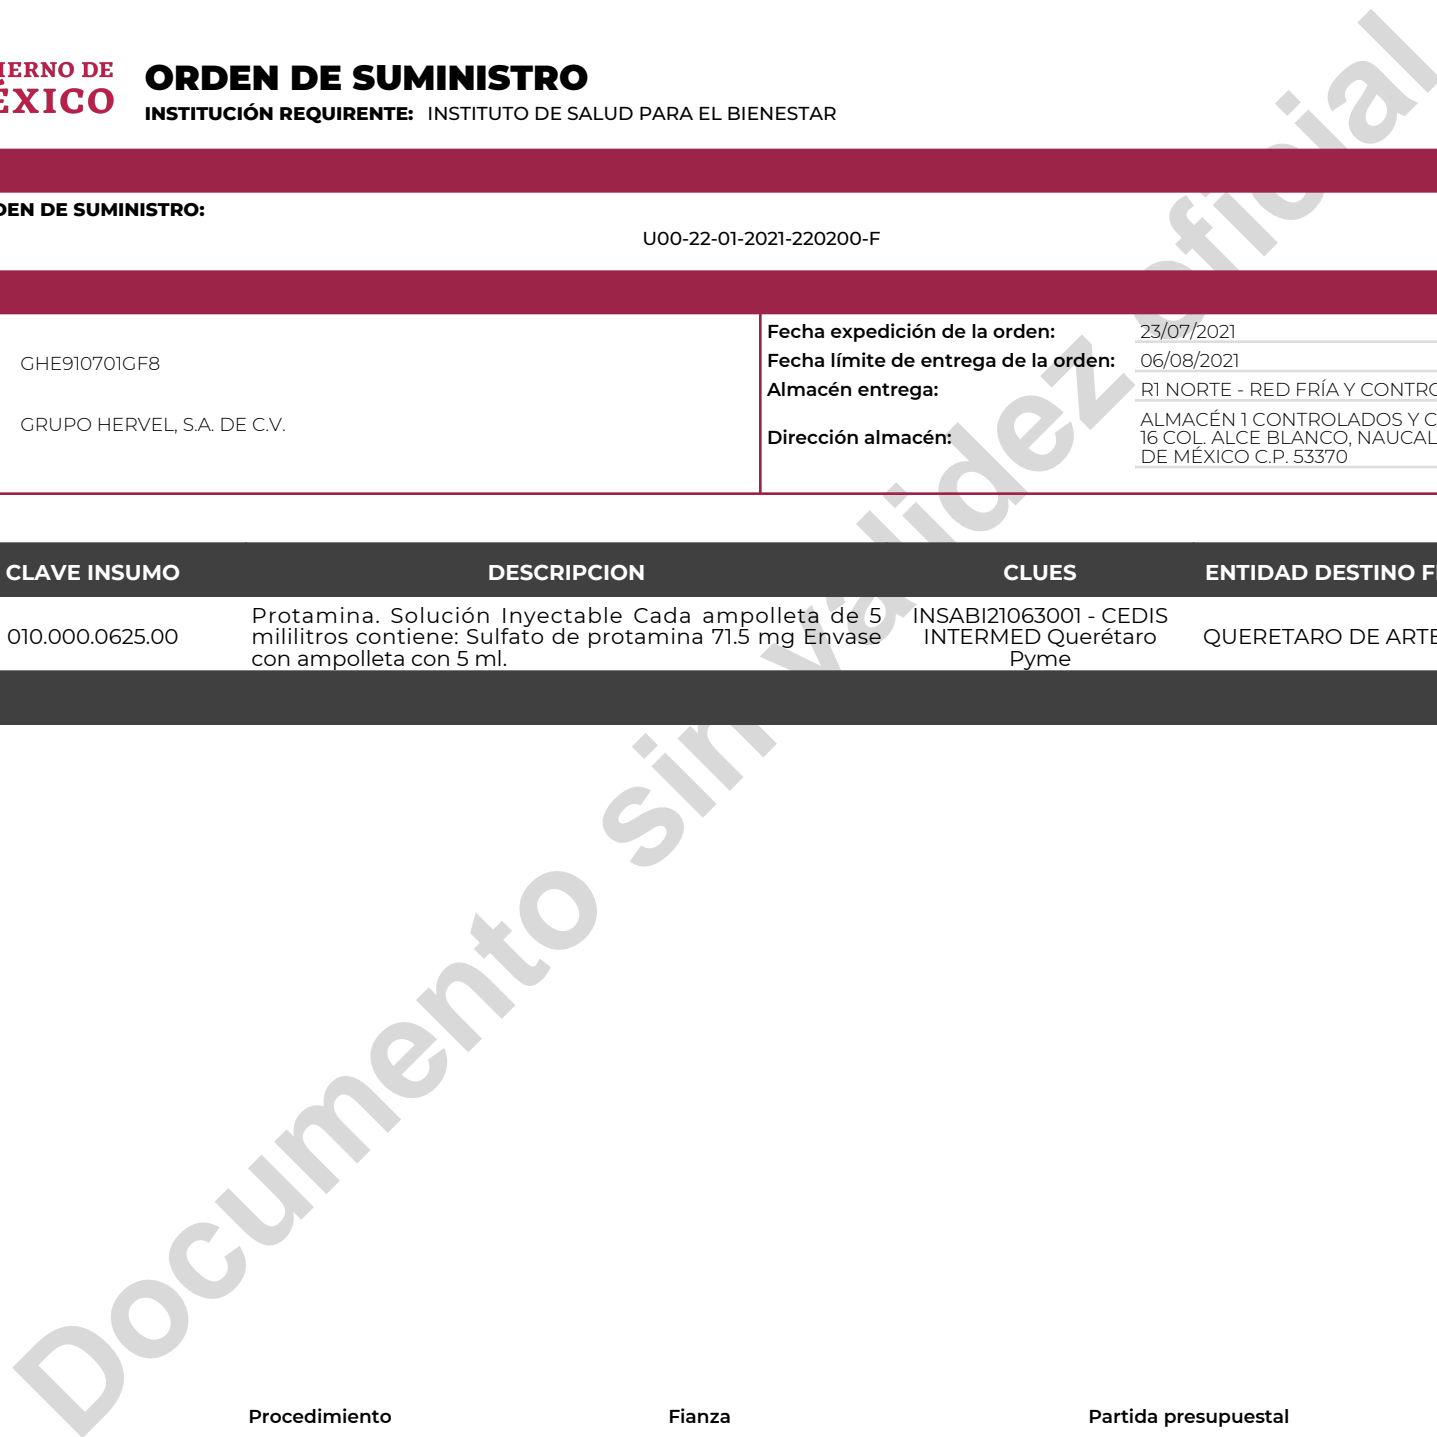 IERNO DE
ÉXICO
ORDEN DE SUMINISTRO
INSTITUCIÓN REQUIRENTE: INSTITUTO DE SALUD PARA EL BIENESTAR
DEN DE SUMINISTRO:
U00-22-01-2021-220200-F
GHE910701GF8
GRUPO HERVEL, S.A. DE C.V.
Fecha expedición de la orden: 23/07/2021
Fecha límite de entrega de la orden: 06/08/2021
Almacén entrega: R1 NORTE - RED FRÍA Y CONTRO
Dirección almacén:
ALMACÉN 1 CONTROLADOS Y C
16 COL. ALCE BLANCO, NAUCAL
DE MÉXICO C.P. 53370
CLAVE INSUMO DESCRIPCION CLUES ENTIDAD DESTINO F
010.000.0625.00
Protamina. Solución Inyectable Cada ampolleta de 5
mililitros contiene: Sulfato de protamina 71.5 mg Envase
con ampolleta con 5 ml.
INSABI21063001 - CEDIS
INTERMED Querétaro
Pyme
QUERETARO DE ARTE
Documento sin validez oficial
Procedimiento Fianza Partida presupuestal